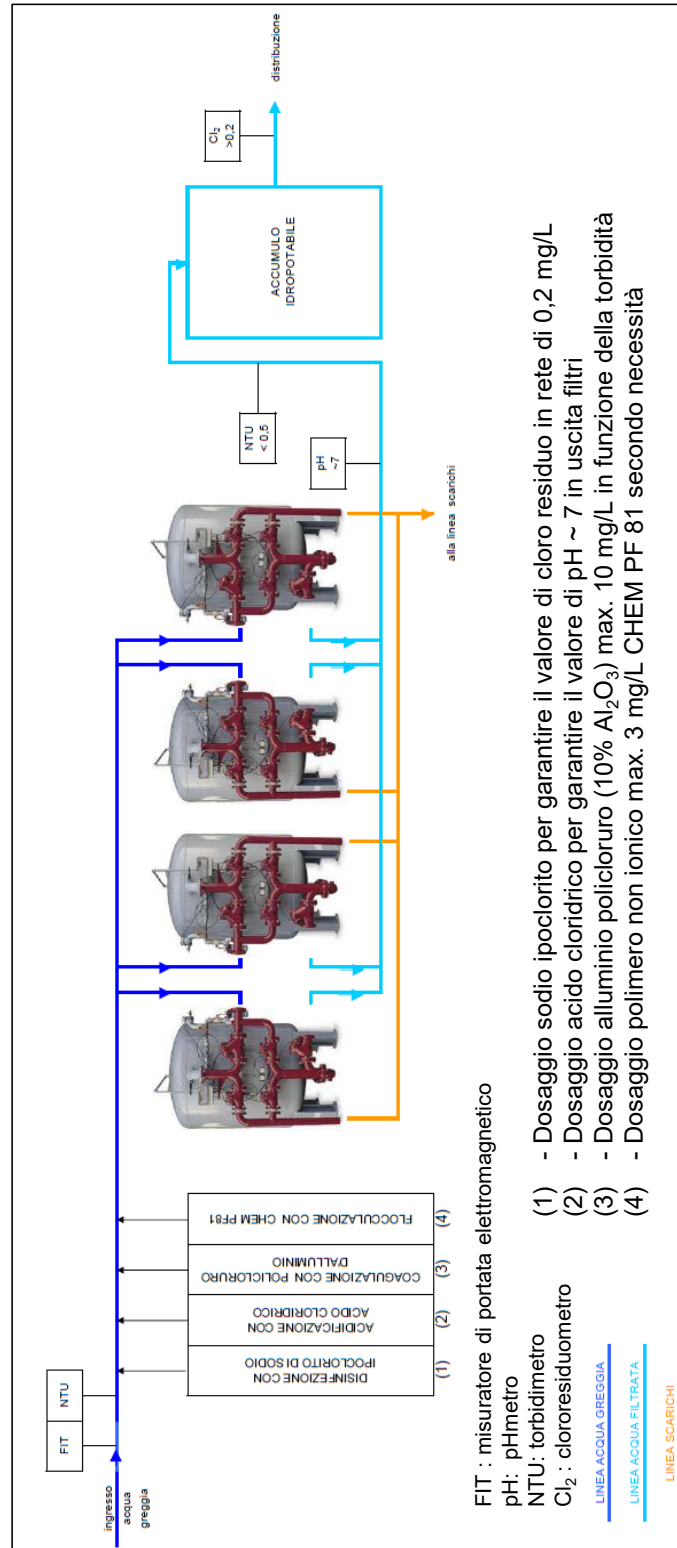 ingresso
acqua
greggia
FIT
NTU
DISINFEZIONE CON
IPOCLORITO DI SODIO
(1)
ACIDIFICAZIONE CON
ACIDO CLORIDRICO
(2)
COAGULAZIONE CON POLICLORURO
D'ALLUMINIO
(3)
FLOCCULAZIONE CON CHEM PF81
(4)
alla linea scarichi
pH
~7
NTU
< 0,5
ACCUMULO
IDROPOTABILE
Cl₂
>0,2
distribuzione
FIT : misuratore di portata elettromagnetico
pH: pHmetro
NTU: torbidimetro
Cl₂ : clororesiduometro
LINEA ACQUA GREGGIA
LINEA ACQUA FILTRATA
LINEA SCARICHI
(1) - Dosaggio sodio ipoclorito per garantire il valore di cloro residuo in rete di 0,2 mg/L
(2) - Dosaggio acido cloridrico per garantire il valore di pH ~ 7 in uscita filtri
(3) - Dosaggio alluminio policloruro (10% Al₂O₃) max. 10 mg/L in funzione della torbidità
(4) - Dosaggio polimero non ionico max. 3 mg/L CHEM PF 81 secondo necessità